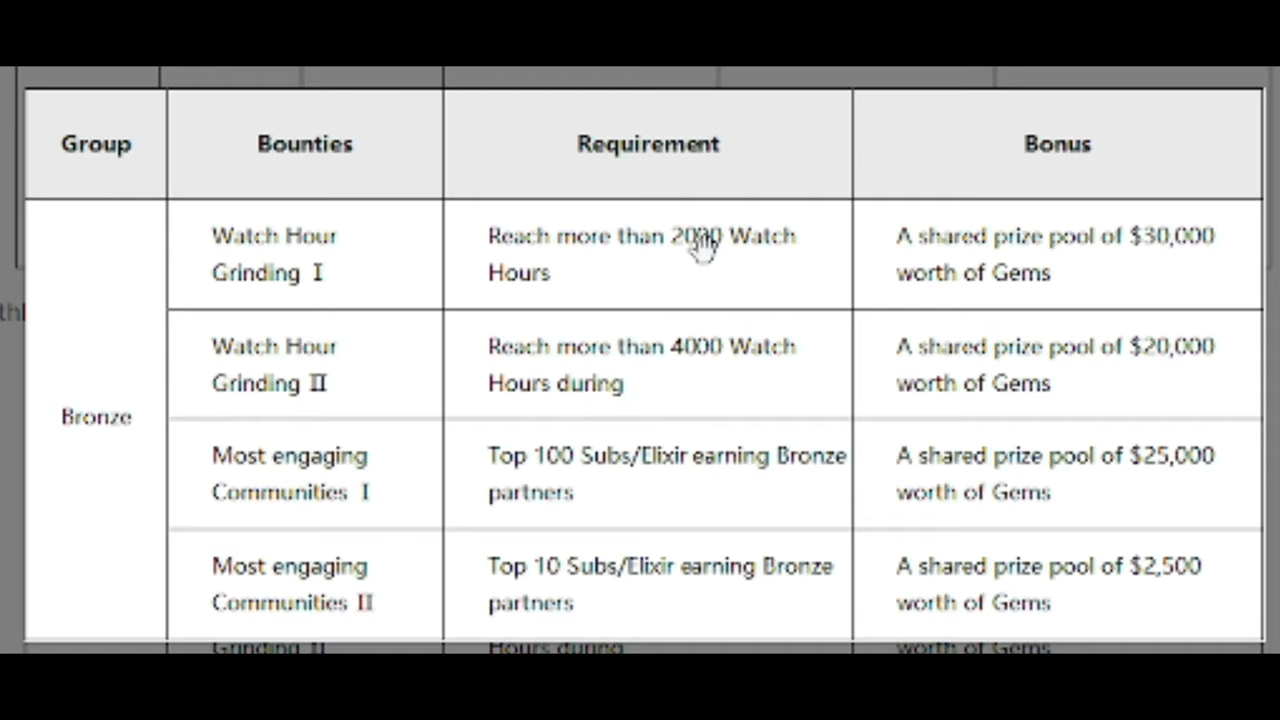 Group Bounties Requirement Bonus
Watch Hour Reach more than 2000 Watch A shared prize pool of $30,000
Grinding I Hours worth of Gems
Watch Hour Reach more than 4000 Watch A shared prize pool of $20,000
Grinding II Hours during worth of Gems
Bronze
Most engaging Top 100 Subs/Elixir earning Bronze A shared prize pool of $25,000
Communities I partners worth of Gems
Most engaging Top 10 Subs/Elixir earning Bronze A shared prize pool of $2,500
Communities II partners worth of Gems
Grinding II Hours during worth of Gems